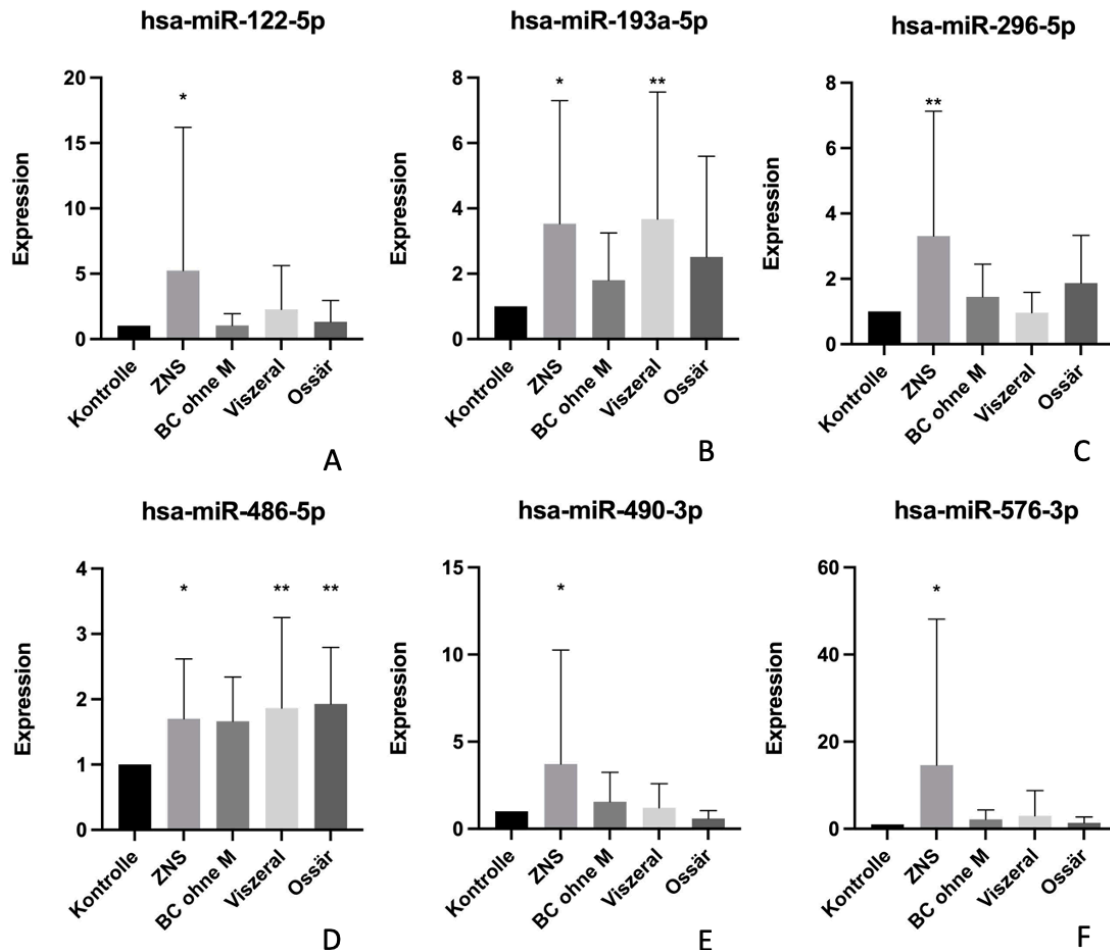 hsa-miR-122-5p
Expression
20
15
10
5
0
*
Kontrolle
ZNS
BC ohne M
Viszeral
Ossär
A
hsa-miR-193a-5p
Expression
8
6
4
2
0
*
**
Kontrolle
ZNS
BC ohne M
Viszeral
Ossär
B
hsa-miR-296-5p
Expression
8
6
4
2
0
**
Kontrolle
ZNS
BC ohne M
Viszeral
Ossär
C
hsa-miR-486-5p
Expression
4
3
2
1
0
*
**
**
Kontrolle
ZNS
BC ohne M
Viszeral
Ossär
D
hsa-miR-490-3p
Expression
15
10
5
0
*
Kontrolle
ZNS
BC ohne M
Viszeral
Ossär
E
hsa-miR-576-3p
Expression
60
40
20
0
*
Kontrolle
ZNS
BC ohne M
Viszeral
Ossär
F